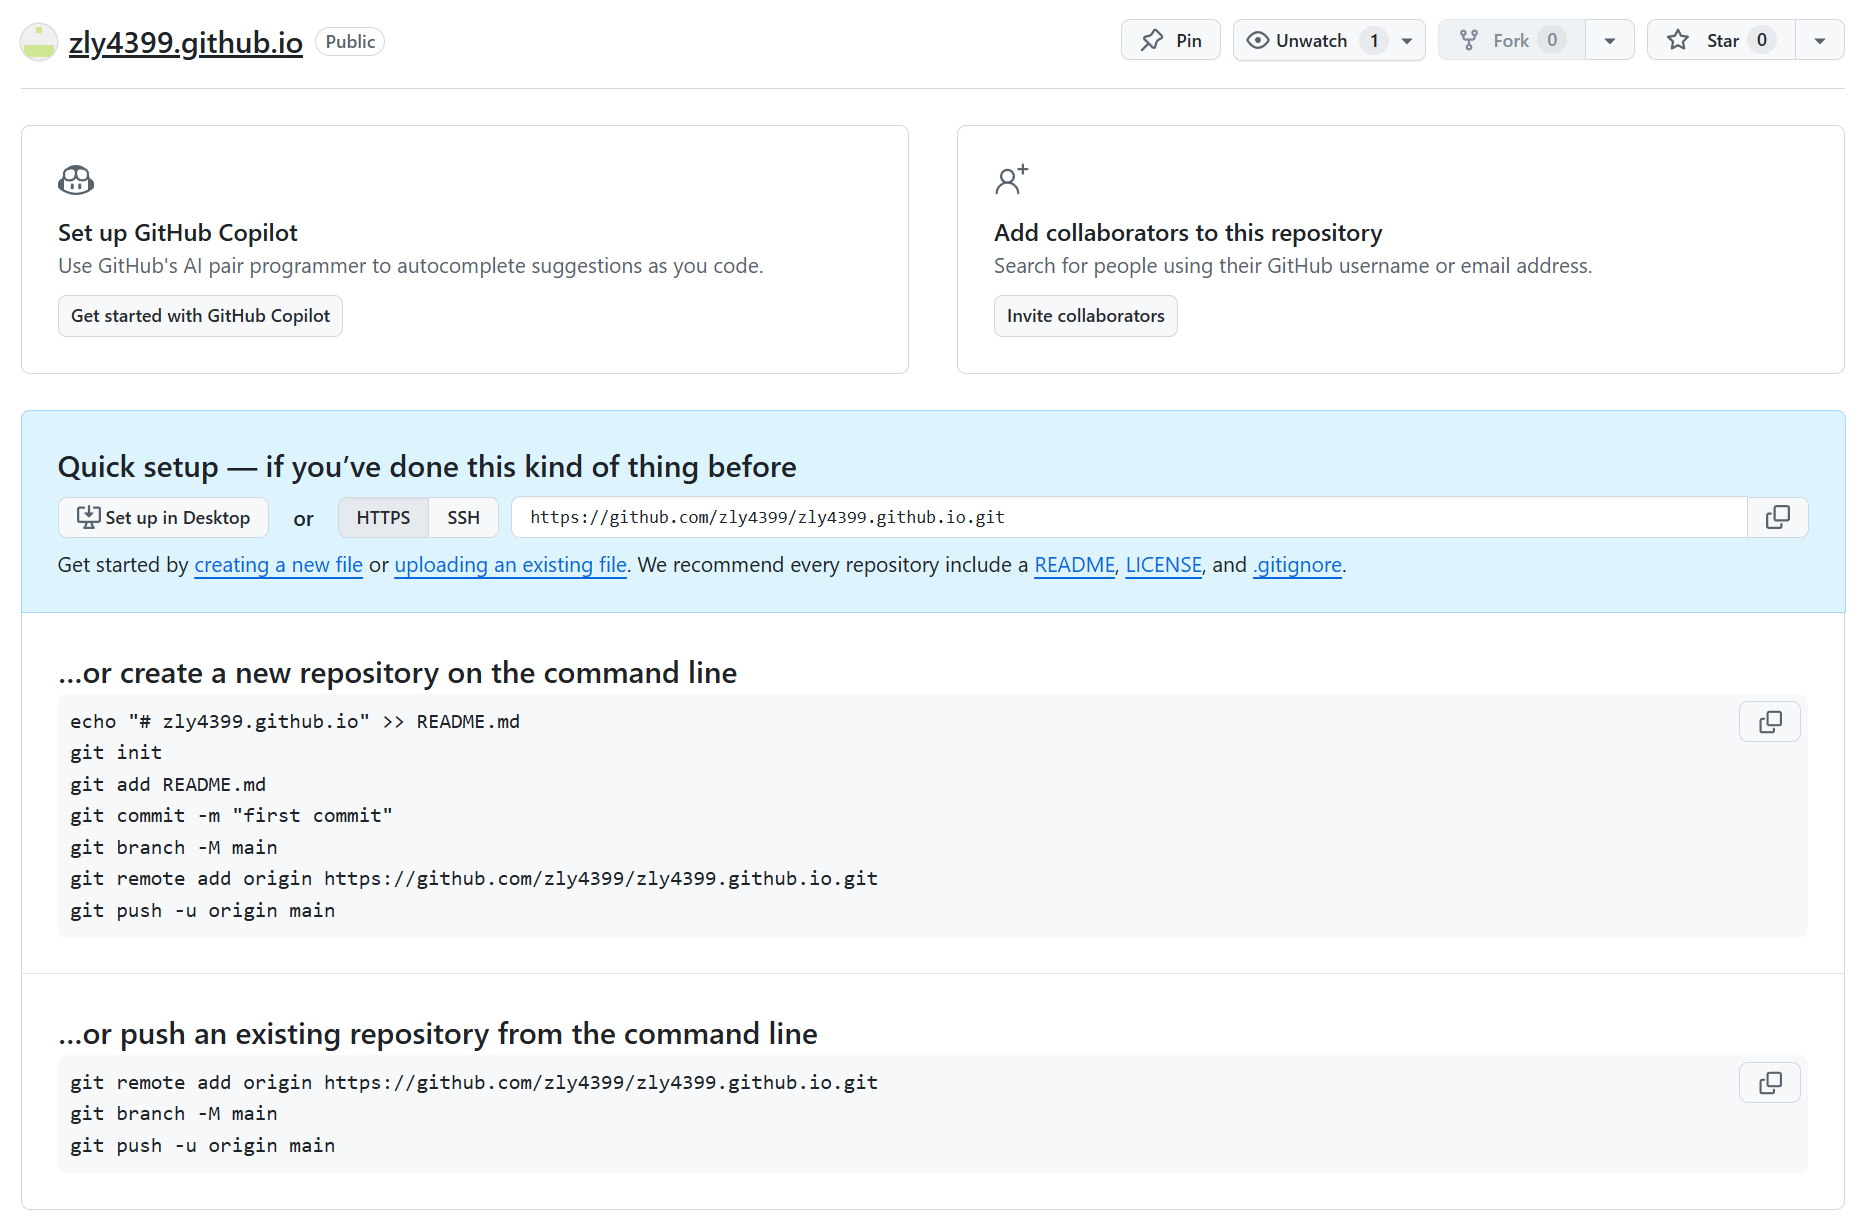 zly4399.github.io Public
Pin Unwatch 1 Fork 0 Star 0
Set up GitHub Copilot
Use GitHub's AI pair programmer to autocomplete suggestions as you code.
Get started with GitHub Copilot
Add collaborators to this repository
Search for people using their GitHub username or email address.
Invite collaborators
Quick setup — if you’ve done this kind of thing before
Set up in Desktop or HTTPS SSH https://github.com/zly4399/zly4399.github.io.git
Get started by creating a new file or uploading an existing file. We recommend every repository include a README, LICENSE, and .gitignore.
…or create a new repository on the command line
echo "# zly4399.github.io" >> README.md
git init
git add README.md
git commit -m "first commit"
git branch -M main
git remote add origin https://github.com/zly4399/zly4399.github.io.git
git push -u origin main
…or push an existing repository from the command line
git remote add origin https://github.com/zly4399/zly4399.github.io.git
git branch -M main
git push -u origin main